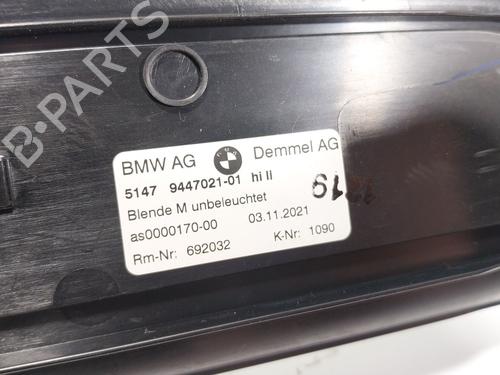 BMW AG Demmel AG
5147 9447021-01 hi II
Blende M unbeleuchtet
as0000170-00 03.11.2021
Rm-Nr: 692032 K-Nr: 1090
B-PARTS